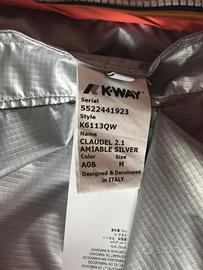 K-WAY
Serial
5522441923
Style
K6113QW
Name
CLAUDEL 2.1
AMIABLE SILVER
Color Size
A0B M
Designed & Developed
in ITALY